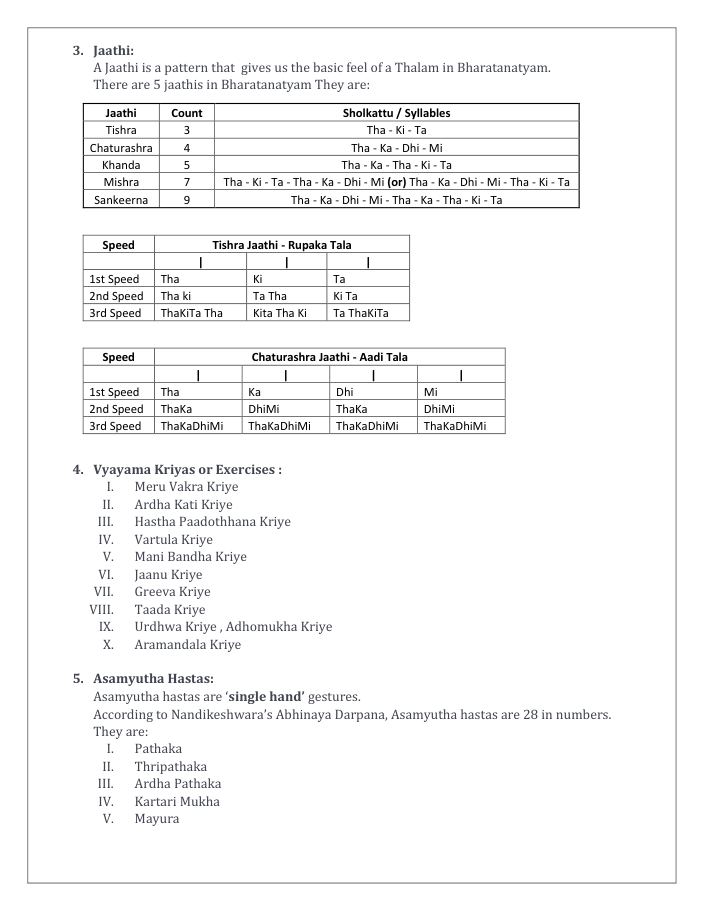 3. Jaathi:
A Jaathi is a pattern that gives us the basic feel of a Thalam in Bharatanatyam.
There are 5 jaathis in Bharatanatyam They are:
Jaathi Count Sholkattu / Syllables
Tishra 3 Tha - Ki - Ta
Chaturashra 4 Tha - Ka - Dhi - Mi
Khanda 5 Tha - Ka - Tha - Ki - Ta
Mishra 7 Tha - Ki - Ta - Tha - Ka - Dhi - Mi (or) Tha - Ka - Dhi - Mi - Tha - Ki - Ta
Sankeerna 9 Tha - Ka - Dhi - Mi - Tha - Ka - Tha - Ki - Ta
Speed Tishra Jaathi - Rupaka Tala
| | |
1st Speed Tha Ki Ta
2nd Speed Tha ki Ta Tha Ki Ta
3rd Speed ThaKiTa Tha Kita Tha Ki Ta ThaKiTa
Speed Chaturashra Jaathi - Aadi Tala
| | | |
1st Speed Tha Ka Dhi Mi
2nd Speed ThaKa DhiMi ThaKa DhiMi
3rd Speed ThaKaDhiMi ThaKaDhiMi ThaKaDhiMi ThaKaDhiMi
4. Vyayama Kriyas or Exercises :
I. Meru Vakra Kriye
II. Ardha Kati Kriye
III. Hastha Paadothhana Kriye
IV. Vartula Kriye
V. Mani Bandha Kriye
VI. Jaanu Kriye
VII. Greeva Kriye
VIII. Taada Kriye
IX. Urdhwa Kriye , Adhomukha Kriye
X. Aramandala Kriye
5. Asamyutha Hastas:
Asamyutha hastas are ‘single hand’ gestures.
According to Nandikeshwara’s Abhinaya Darpana, Asamyutha hastas are 28 in numbers.
They are:
I. Pathaka
II. Thripathaka
III. Ardha Pathaka
IV. Kartari Mukha
V. Mayura